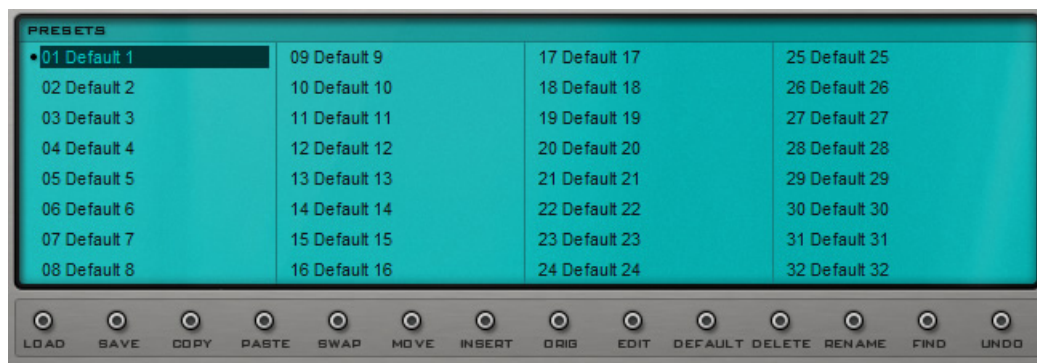 PRESETS
01 Default 1
02 Default 2
03 Default 3
04 Default 4
05 Default 5
06 Default 6
07 Default 7
08 Default 8
09 Default 9
10 Default 10
11 Default 11
12 Default 12
13 Default 13
14 Default 14
15 Default 15
16 Default 16
17 Default 17
18 Default 18
19 Default 19
20 Default 20
21 Default 21
22 Default 22
23 Default 23
24 Default 24
25 Default 25
26 Default 26
27 Default 27
28 Default 28
29 Default 29
30 Default 30
31 Default 31
32 Default 32
LOAD SAVE COPY PASTE SWAP MOVE INSERT ORIG EDIT DEFAULT DELETE RENAME FIND UNDO